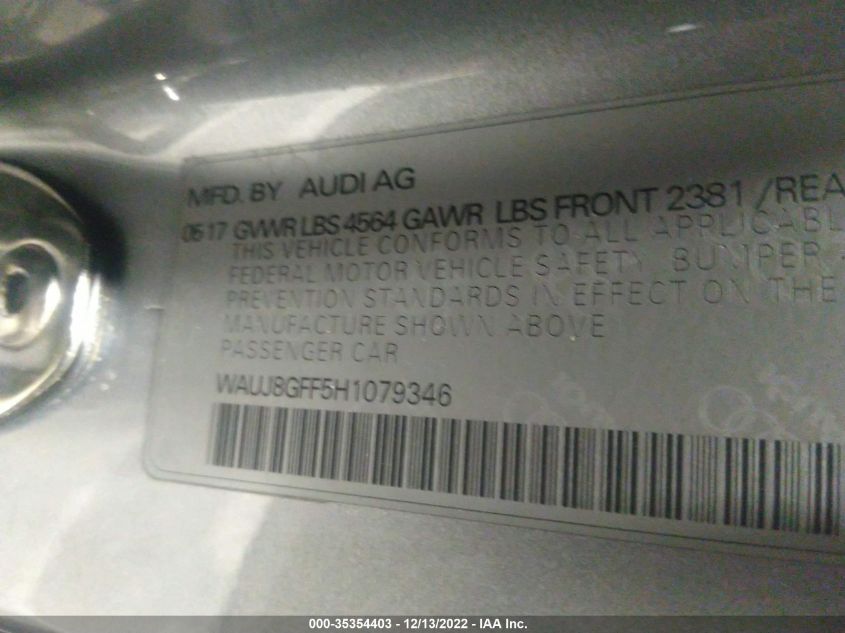 MFD. BY AUDI AG
0517 GVWR LBS 4564 GAWR LBS FRONT 2381 /REA
THIS VEHICLE CONFORMS TO ALL APPLICABL
FEDERAL MOTOR VEHICLE SAFETY BUMPER
PREVENTION STANDARDS IN EFFECT ON THE
MANUFACTURE SHOWN ABOVE
PASSENGER CAR
WAUJ8GFF5H1079346
000-35354403 - 12/13/2022 - IAA Inc.